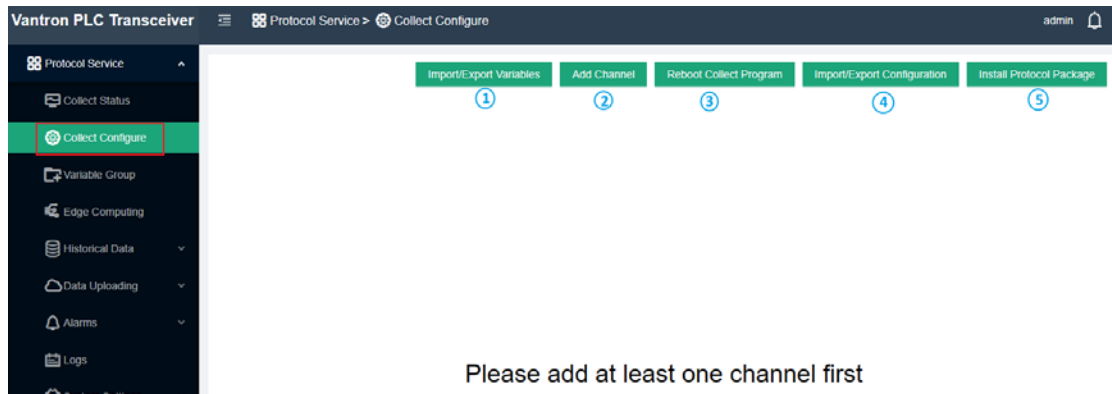 Vantron PLC Transceiver
Protocol Service > Collect Configure
admin
Protocol Service
Import/Export Variables
Add Channel
Reboot Collect Program
Import/Export Configuration
Install Protocol Package
1
2
3
4
5
Collect Status
Collect Configure
Variable Group
Edge Computing
Historical Data
Data Uploading
Alarms
Logs
Please add at least one channel first